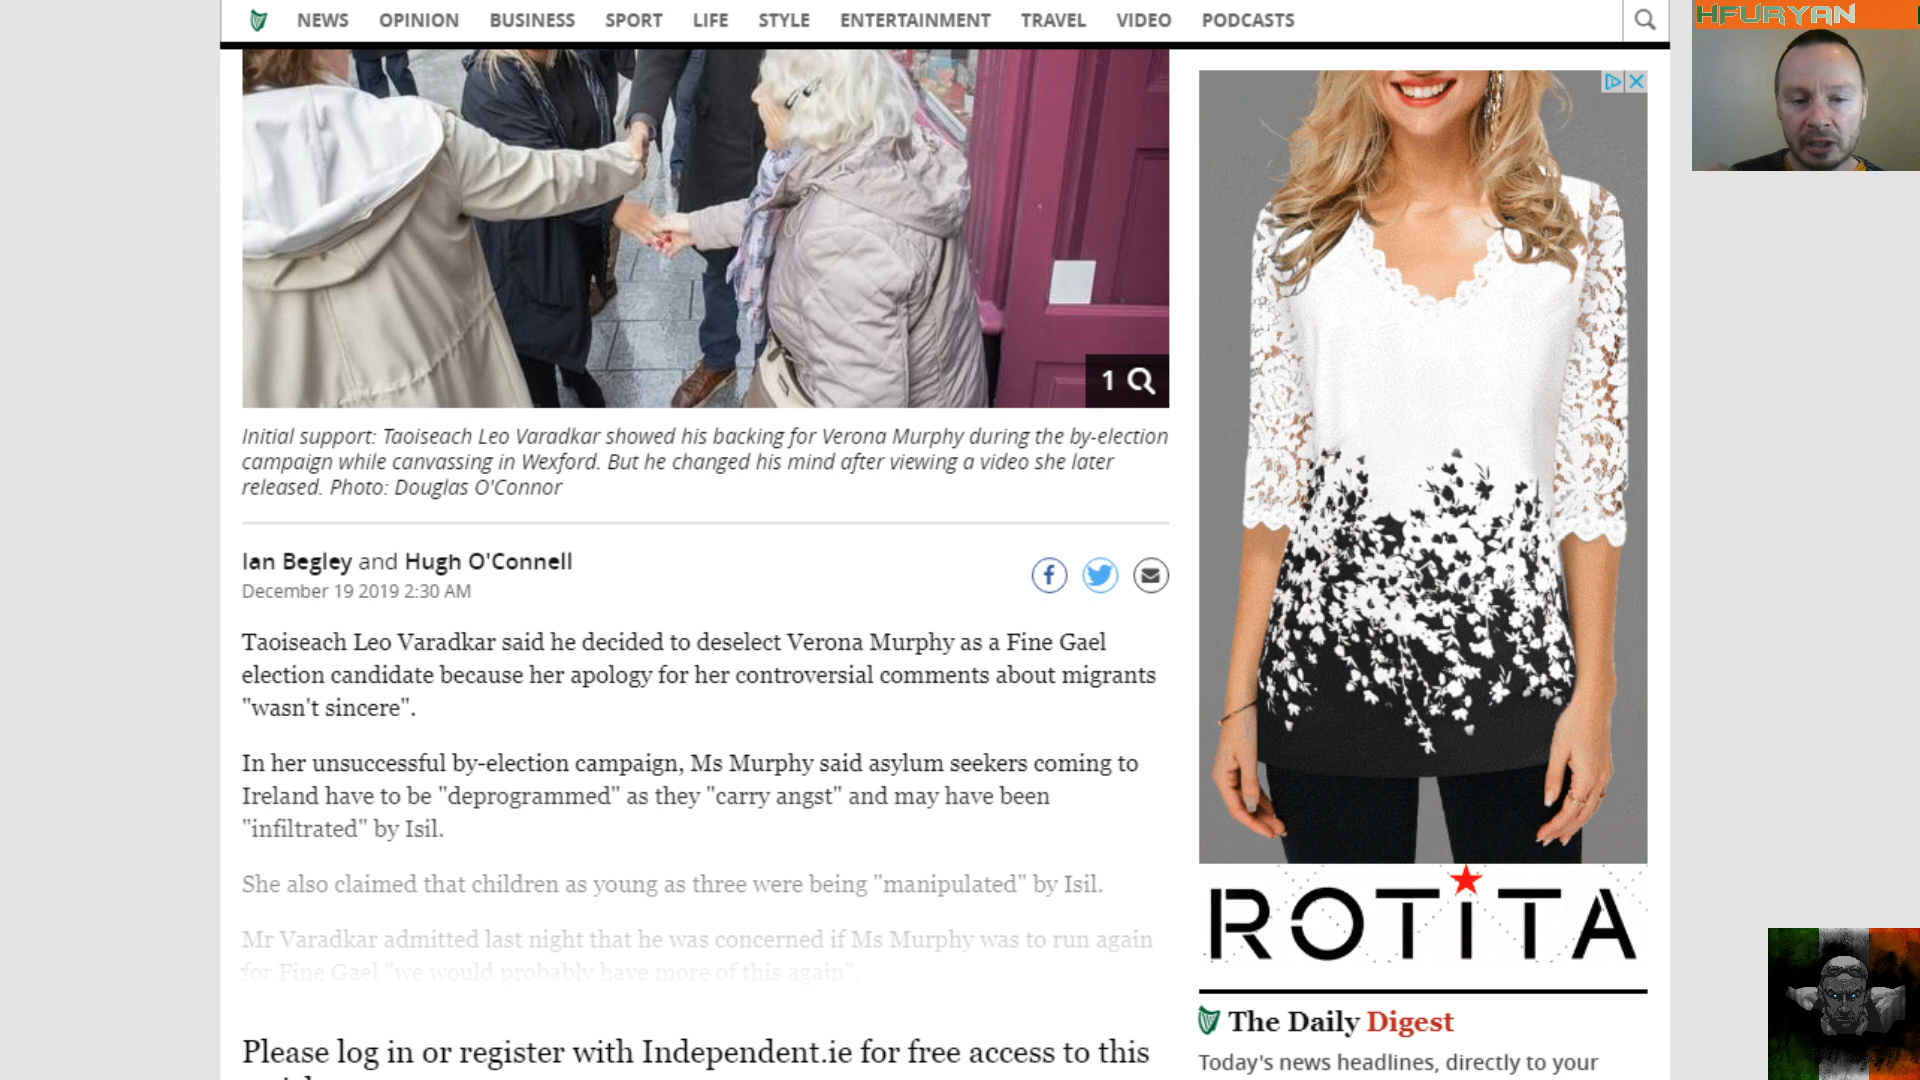 NEWS OPINION BUSINESS SPORT LIFE STYLE ENTERTAINMENT TRAVEL VIDEO PODCASTS
HFURYAN
1
Initial support: Taoiseach Leo Varadkar showed his backing for Verona Murphy during the by-election
campaign while canvassing in Wexford. But he changed his mind after viewing a video she later
released. Photo: Douglas O'Connor
Ian Begley and Hugh O'Connell
December 19 2019 2:30 AM
Taoiseach Leo Varadkar said he decided to deselect Verona Murphy as a Fine Gael
election candidate because her apology for her controversial comments about migrants
"wasn't sincere".
In her unsuccessful by-election campaign, Ms Murphy said asylum seekers coming to
Ireland have to be "deprogrammed" as they "carry angst" and may have been
"infiltrated" by Isil.
She also claimed that children as young as three were being "manipulated" by Isil.
Mr Varadkar admitted last night that he was concerned if Ms Murphy was to run again
for Fine Gael "we would probably have more of this again".
Please log in or register with Independent.ie for free access to this
ROTITA
The Daily Digest
Today's news headlines, directly to your